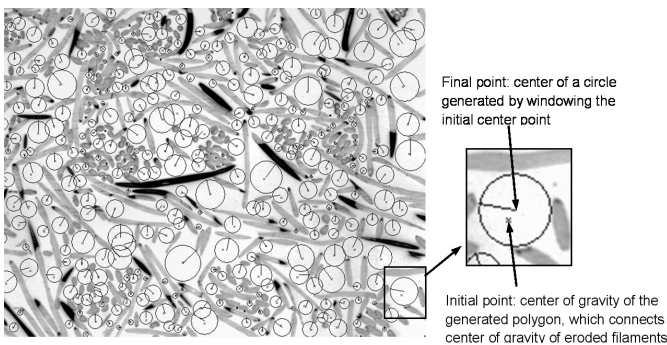 Final point: center of a circle
generated by windowing the
initial center point
Initial point: center of gravity of the
generated polygon, which connects
center of gravity of eroded filaments